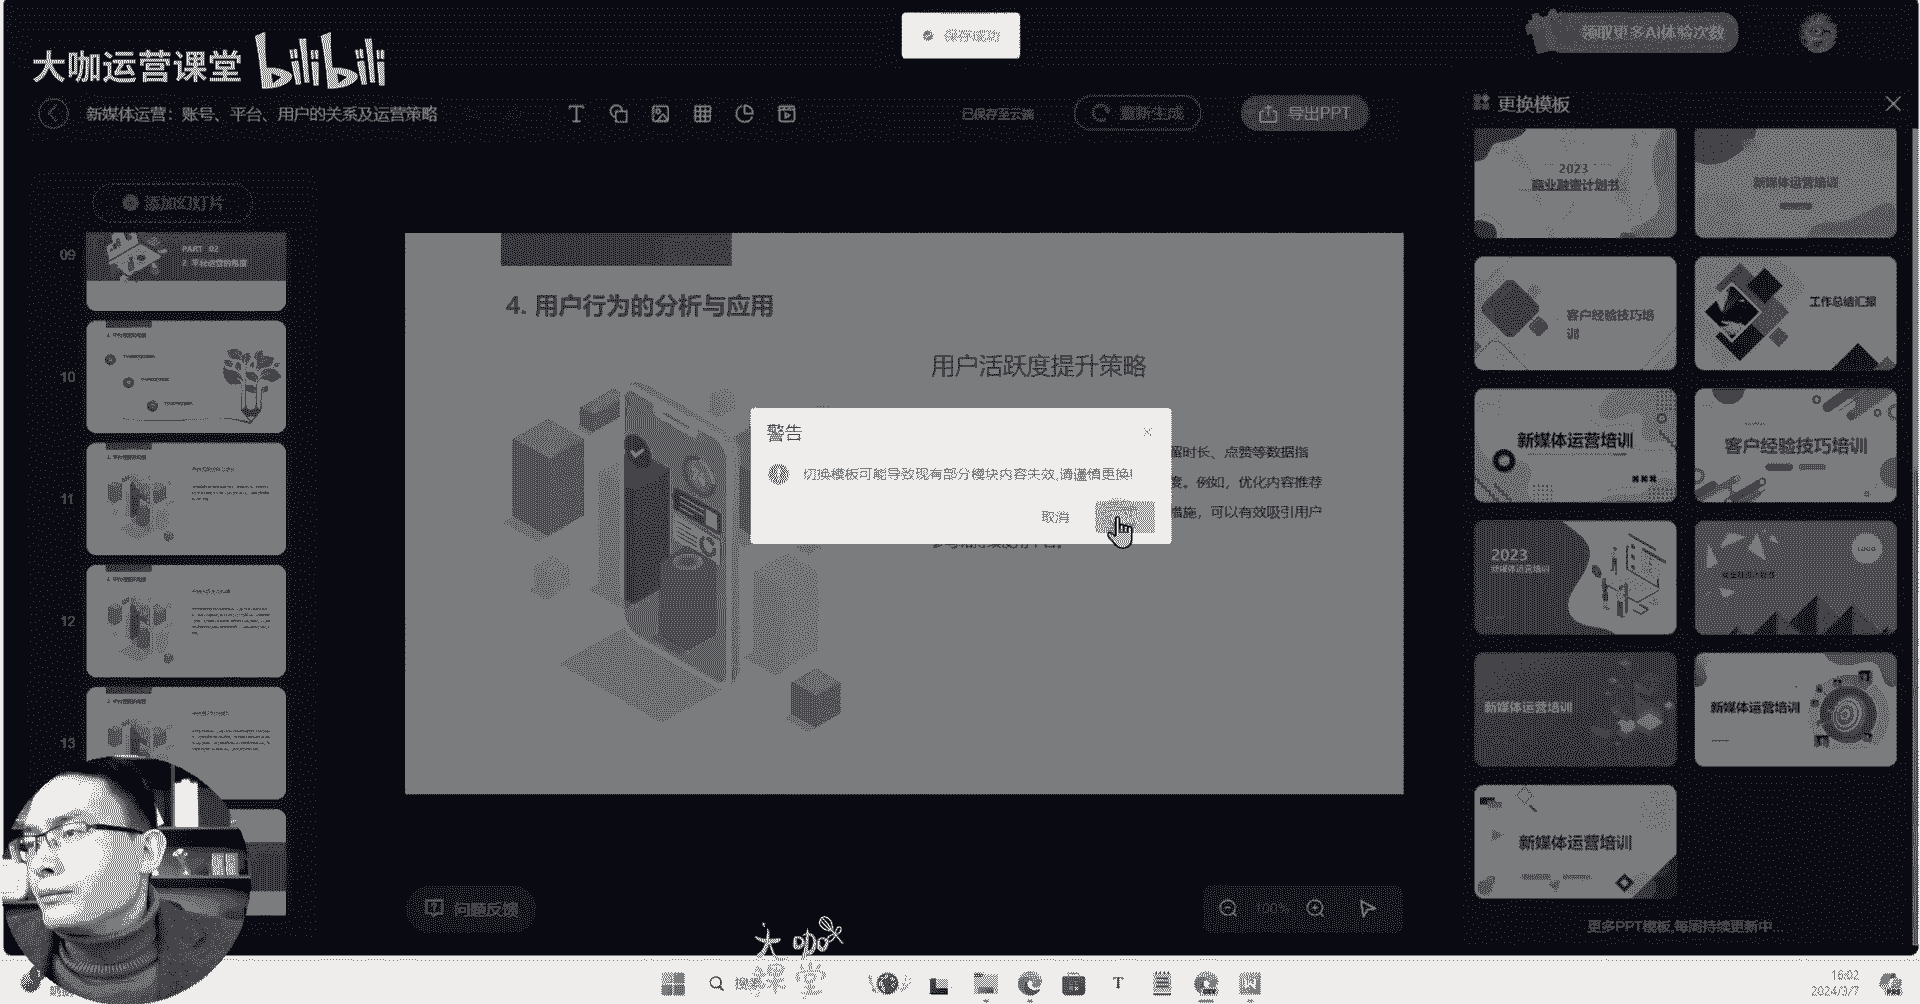 保存成功
领取更多AI体验次数
大咖运营课堂 bilibili
新媒体运营：账号、平台、用户的关系及运营策略
已保存至云端
重新生成
导出PPT
更换模板
添加幻灯片
09
PART 02
2. 平台运营的概度
10
11
12
13
4. 用户行为的分析与应用
用户活跃度提升策略
留时长、点赞等数据指
度。例如，优化内容推荐
措施，可以有效吸引用户
警告
切换模板可能导致现有部分模块内容失效,请谨慎更换!
取消
2023
商业融资计划书
新媒体运营培训
客户经验技巧培
训
工作总结汇报
新媒体运营培训
客户经验技巧培训
2023
新媒体运营培训
LOGO
新媒体运营培训
新媒体运营培训
新媒体运营培训
更多PPT模板,每周持续更新中...
问题反馈
100%
大咖
课堂
16:02
2024/3/7